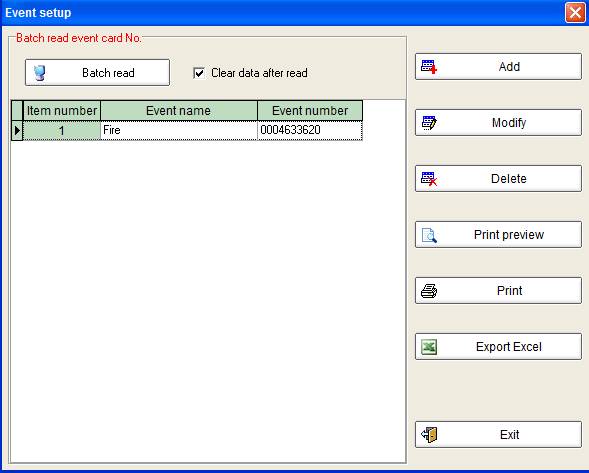 Event setup
Batch read event card No.
Batch read
Clear data after read
Item number Event name Event number
1 Fire 0004633620
Add
Modify
Delete
Print preview
Print
Export Excel
Exit